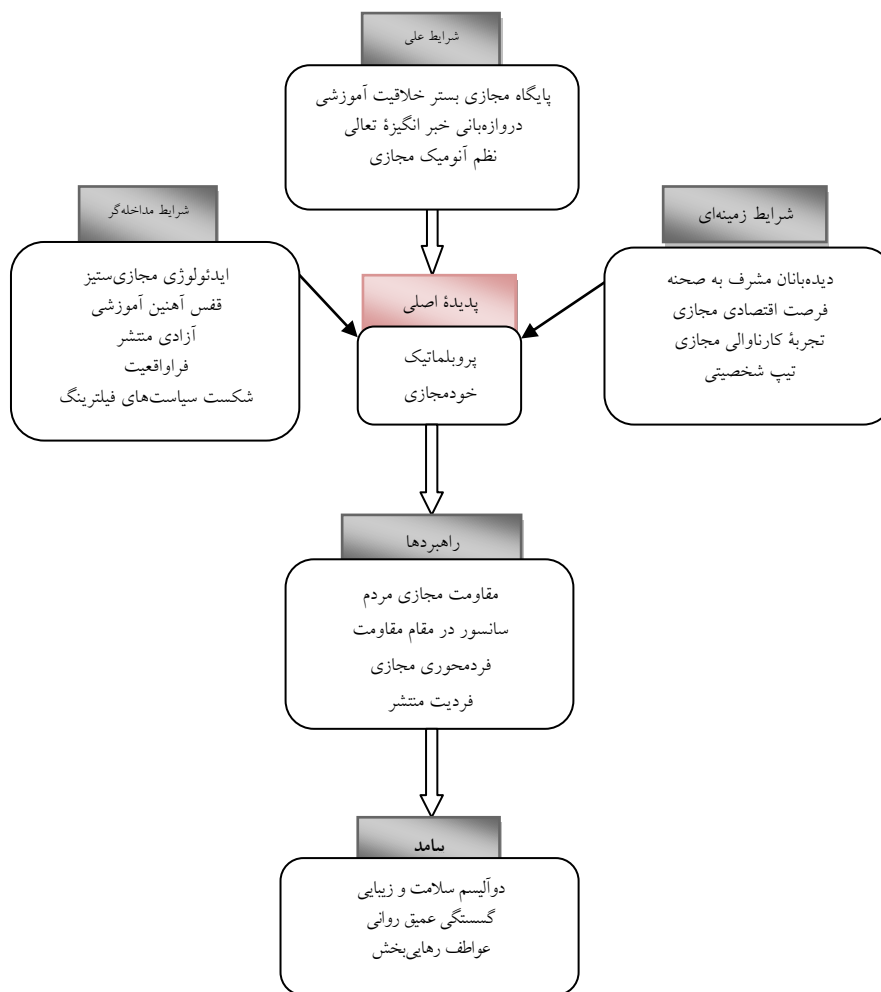 شرایط علی
پایگاه مجازی بستر خلاقیت آموزشی
دروازه‌بانی خبر انگیزهٔ تعالی
نظم آنومیک مجازی
شرایط زمینه‌ای
دیده‌بانان مشرف به صحنه
فرصت اقتصادی مجازی
تجربهٔ کارناوالی مجازی
تیپ شخصیتی
پدیدهٔ اصلی
پروبلماتیک
خودمجازی
شرایط مداخله‌گر
ایدئولوژی مجازی‌ستیز
قفس آهنین آموزشی
آزادی منتشر
فراواقعیت
شکست سیاست‌های فیلترینگ
راهبردها
مقاومت مجازی مردم
سانسور در مقام مقاومت
فردمحوری مجازی
فردیت منتشر
پیامد
دوآلیسم سلامت و زیبایی
گسستگی عمیق روانی
عواطف رهایی‌بخش